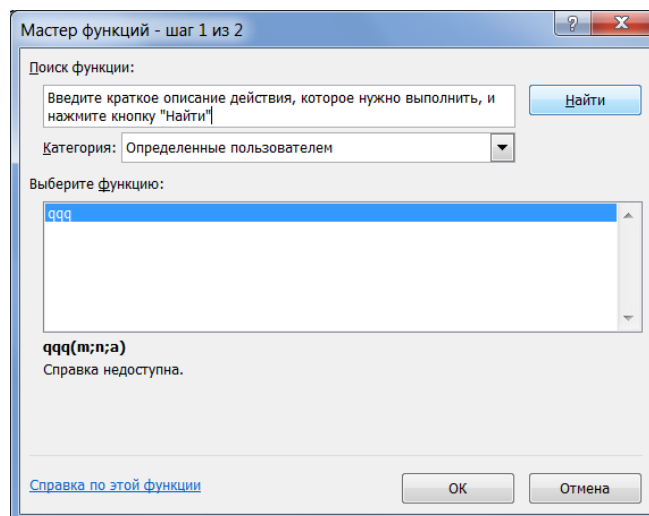 Мастер функций - шаг 1 из 2
Поиск функции:
Введите краткое описание действия, которое нужно выполнить, и
нажмите кнопку "Найти"
Найти
Категория: Определенные пользователем
Выберите функцию:
qqq
qqq(m;n;a)
Справка недоступна.
Справка по этой функции
ОК
Отмена